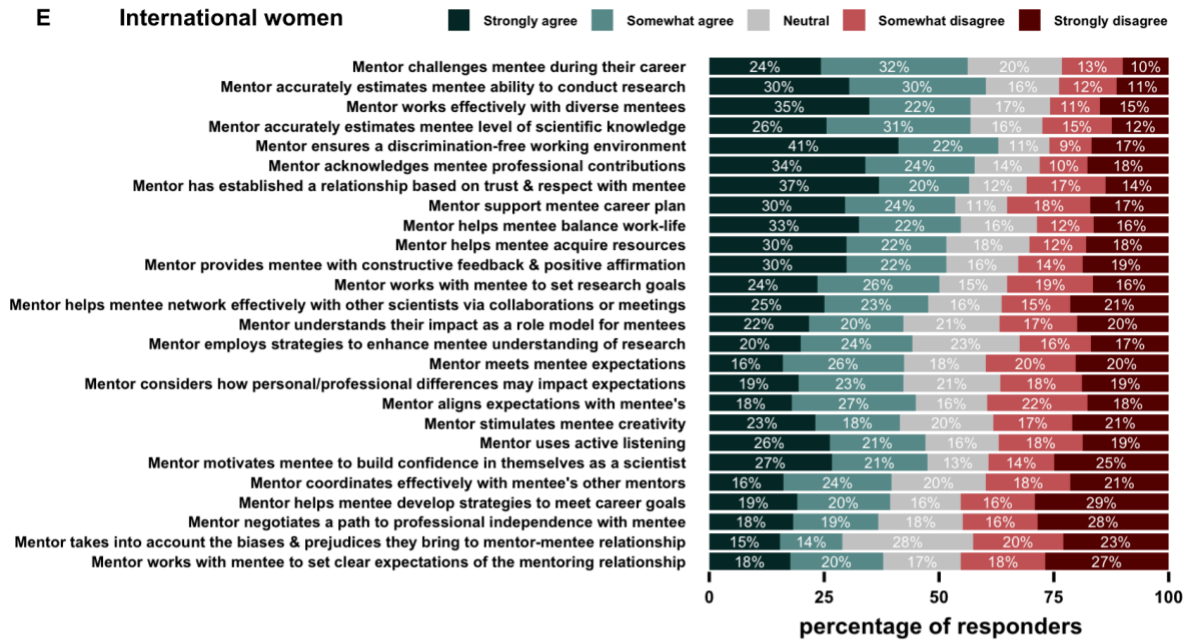 E International women Strongly agree Somewhat agree Neutral Somewhat disagree Strongly disagree
Mentor challenges mentee during their career 24% 32% 20% 13% 10%
Mentor accurately estimates mentee ability to conduct research 30% 30% 16% 12% 11%
Mentor works effectively with diverse mentees 35% 22% 17% 11% 15%
Mentor accurately estimates mentee level of scientific knowledge 26% 31% 16% 15% 12%
Mentor ensures a discrimination-free working environment 41% 22% 11% 9% 17%
Mentor acknowledges mentee professional contributions 34% 24% 14% 10% 18%
Mentor has established a relationship based on trust & respect with mentee 37% 20% 12% 17% 14%
Mentor support mentee career plan 30% 24% 11% 18% 17%
Mentor helps mentee balance work-life 33% 22% 16% 12% 16%
Mentor helps mentee acquire resources 30% 22% 18% 12% 18%
Mentor provides mentee with constructive feedback & positive affirmation 30% 22% 16% 14% 19%
Mentor works with mentee to set research goals 24% 26% 15% 19% 16%
Mentor helps mentee network effectively with other scientists via collaborations or meetings 25% 23% 16% 15% 21%
Mentor understands their impact as a role model for mentees 22% 20% 21% 17% 20%
Mentor employs strategies to enhance mentee understanding of research 20% 24% 23% 16% 17%
Mentor meets mentee expectations 16% 26% 18% 20% 20%
Mentor considers how personal/professional differences may impact expectations 19% 23% 21% 18% 19%
Mentor aligns expectations with mentee's 18% 27% 16% 22% 18%
Mentor stimulates mentee creativity 23% 18% 20% 17% 21%
Mentor uses active listening 26% 21% 16% 18% 19%
Mentor motivates mentee to build confidence in themselves as a scientist 27% 21% 13% 14% 25%
Mentor coordinates effectively with mentee's other mentors 16% 24% 20% 18% 21%
Mentor helps mentee develop strategies to meet career goals 19% 20% 16% 16% 29%
Mentor negotiates a path to professional independence with mentee 18% 19% 18% 16% 28%
Mentor takes into account the biases & prejudices they bring to mentor-mentee relationship 15% 14% 28% 20% 23%
Mentor works with mentee to set clear expectations of the mentoring relationship 18% 20% 17% 18% 27%
0 25 50 75 100
percentage of responders